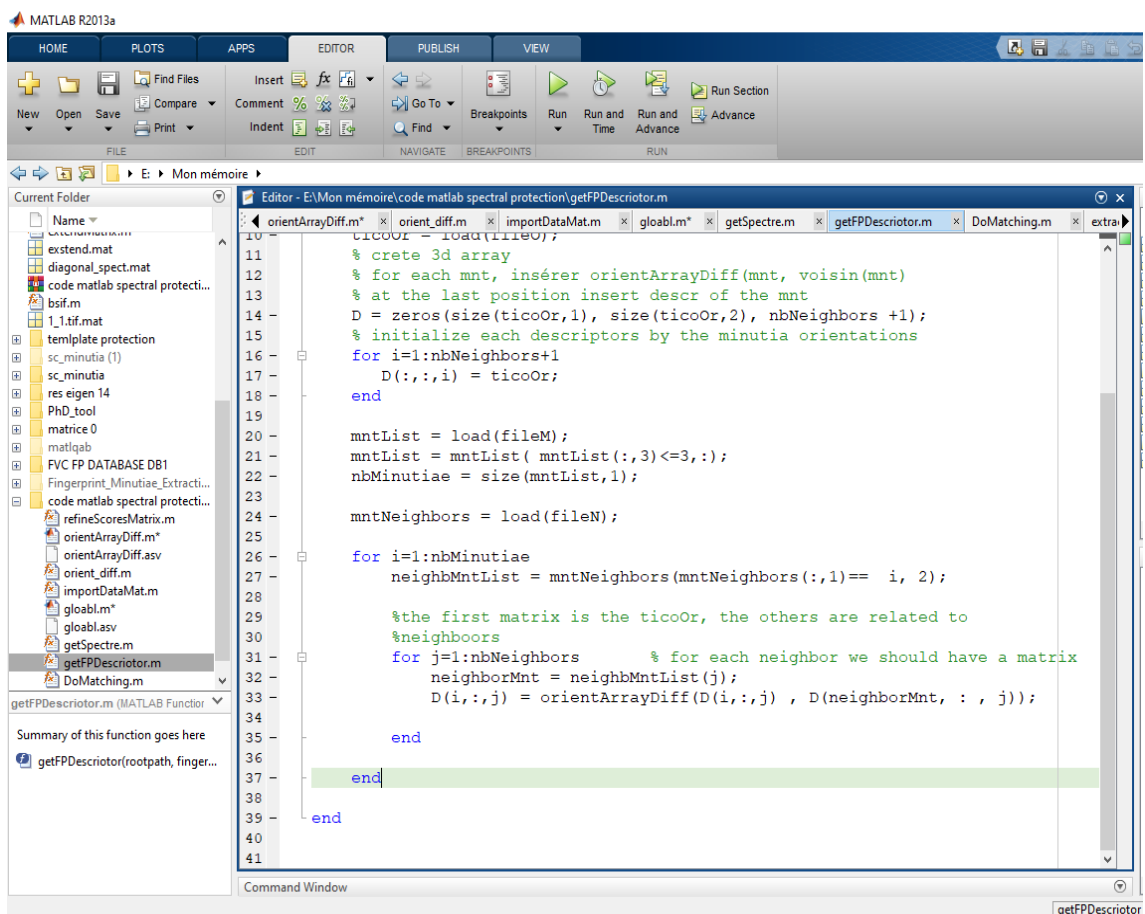 MATLAB R2013a
HOME PLOTS APPS EDITOR PUBLISH VIEW
New Open Save Find Files Compare Print
FILE
Insert fx
Comment
Indent
EDIT
Go To
Find
NAVIGATE
Breakpoints
BREAKPOINTS
Run Run and Time Run and Advance Run Section Advance
RUN
E: Mon mémoire
Current Folder
Name
exstend.mat
diagonal_spect.mat
code matlab spectral protecti...
bsif.m
1_1.tif.mat
temlplate protection
sc_minutia (1)
sc_minutia
res eigen 14
PhD_tool
matrice 0
matlqab
FVC FP DATABASE DB1
Fingerprint_Minutiae_Extracti...
code matlab spectral protecti...
refineScoresMatrix.m
orientArrayDiff.m*
orientArrayDiff.asv
orient_diff.m
importDataMat.m
gloabl.m*
gloabl.asv
getSpectre.m
getFPDescriotor.m
DoMatching.m
getFPDescriotor.m (MATLAB Function
Summary of this function goes here
getFPDescriotor(rootpath, finger...
Editor - E:\Mon mémoire\code matlab spectral protection\getFPDescriotor.m
orientArrayDiff.m* × orient_diff.m × importDataMat.m × gloabl.m* × getSpectre.m × getFPDescriotor.m × DoMatching.m × extra
10 ticoOr = load(fileO);
11 % crete 3d array
12 % for each mnt, insérer orientArrayDiff(mnt, voisin(mnt)
13 % at the last position insert descr of the mnt
14 - D = zeros(size(ticoOr,1), size(ticoOr,2), nbNeighbors +1);
15 % initialize each descriptors by the minutia orientations
16 - for i=1:nbNeighbors+1
17 - D(:,:,i) = ticoOr;
18 - end
19
20 - mntList = load(fileM);
21 - mntList = mntList( mntList(:,3)<=3,:);
22 - nbMinutiae = size(mntList,1);
23
24 - mntNeighbors = load(fileN);
25
26 - for i=1:nbMinutiae
27 - neighbMntList = mntNeighbors(mntNeighbors(:,1)== i, 2);
28
29 %the first matrix is the ticoOr, the others are related to
30 %neighboors
31 - for j=1:nbNeighbors % for each neighbor we should have a matrix
32 - neighborMnt = neighbMntList(j);
33 - D(i,:,j) = orientArrayDiff(D(i,:,j) , D(neighborMnt, : , j));
34
35 - end
36
37 - end
38
39 - end
40
41
Command Window
getFPDescriotor